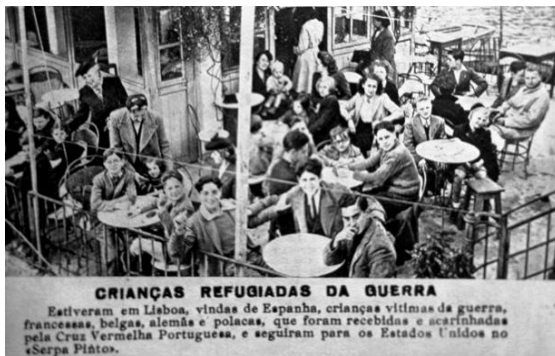 CRIANÇAS REFUGIADAS DA GUERRA
Estiveram em Lisboa, vindas de Espanha, crianças vitimas da guerra,
francesas, belgas, alemãs e polacas, que foram recebidas e acarinhadas
pela Cruz Vermelha Portuguesa, e seguiram para os Estados Unidos no
«Serpa Pinto».